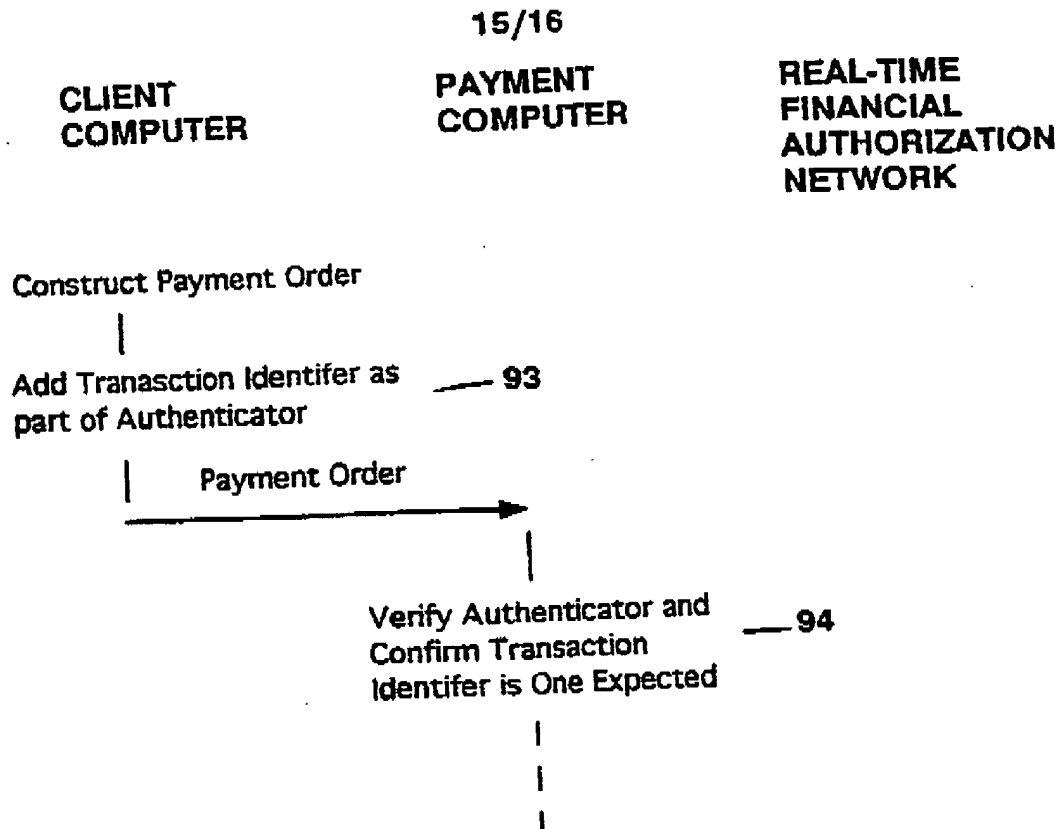 15/16
CLIENT
COMPUTER
PAYMENT
COMPUTER
REAL-TIME
FINANCIAL
AUTHORIZATION
NETWORK
Construct Payment Order
Add Tranasction Identifer as
part of Authenticator
93
Payment Order
Verify Authenticator and
Confirm Transaction
Identifer is One Expected
94